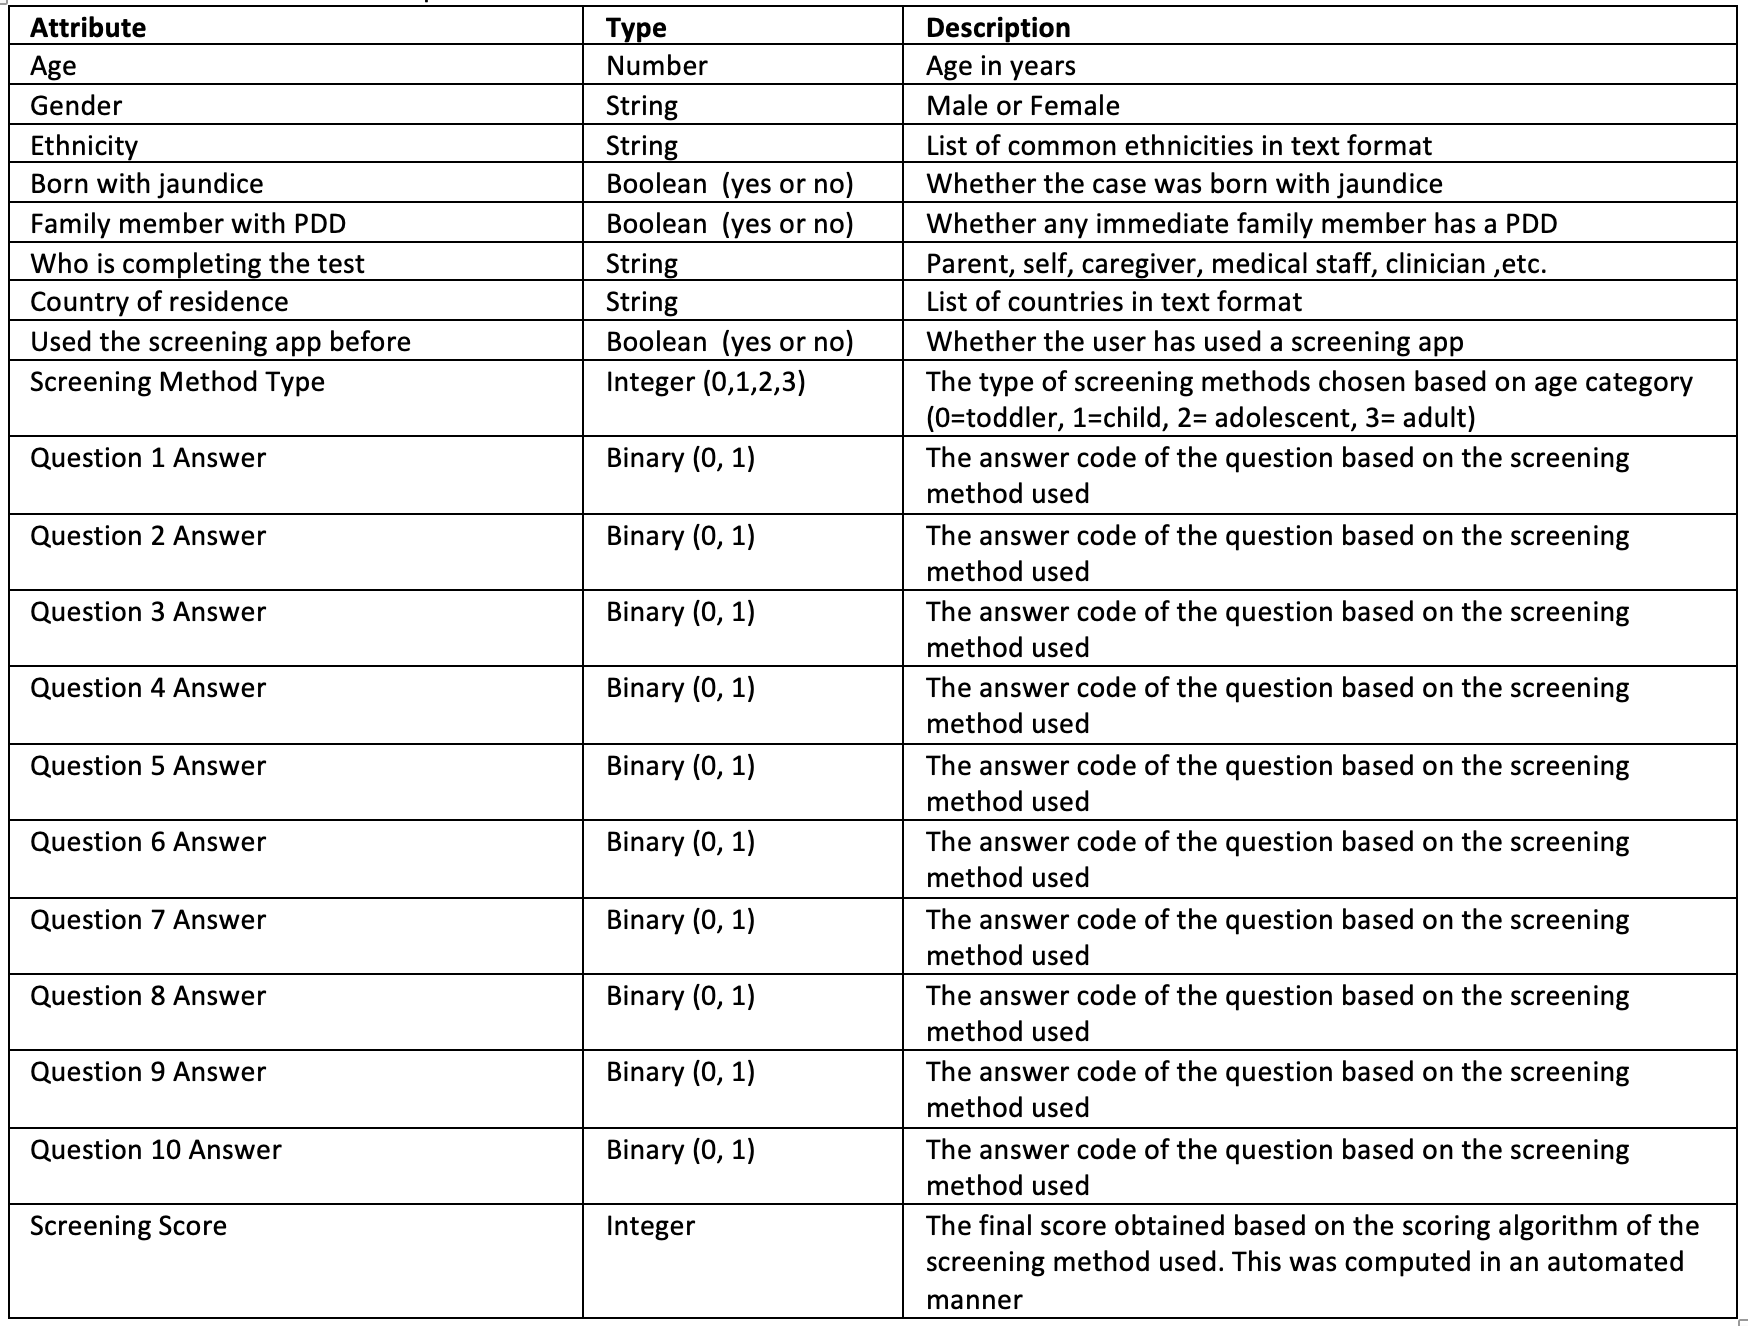 Attribute Type Description
Age Number Age in years
Gender String Male or Female
Ethnicity String List of common ethnicities in text format
Born with jaundice Boolean (yes or no) Whether the case was born with jaundice
Family member with PDD Boolean (yes or no) Whether any immediate family member has a PDD
Who is completing the test String Parent, self, caregiver, medical staff, clinician ,etc.
Country of residence String List of countries in text format
Used the screening app before Boolean (yes or no) Whether the user has used a screening app
Screening Method Type Integer (0,1,2,3) The type of screening methods chosen based on age category
(0=toddler, 1=child, 2= adolescent, 3= adult)
Question 1 Answer Binary (0, 1) The answer code of the question based on the screening
method used
Question 2 Answer Binary (0, 1) The answer code of the question based on the screening
method used
Question 3 Answer Binary (0, 1) The answer code of the question based on the screening
method used
Question 4 Answer Binary (0, 1) The answer code of the question based on the screening
method used
Question 5 Answer Binary (0, 1) The answer code of the question based on the screening
method used
Question 6 Answer Binary (0, 1) The answer code of the question based on the screening
method used
Question 7 Answer Binary (0, 1) The answer code of the question based on the screening
method used
Question 8 Answer Binary (0, 1) The answer code of the question based on the screening
method used
Question 9 Answer Binary (0, 1) The answer code of the question based on the screening
method used
Question 10 Answer Binary (0, 1) The answer code of the question based on the screening
method used
Screening Score Integer The final score obtained based on the scoring algorithm of the
screening method used. This was computed in an automated
manner